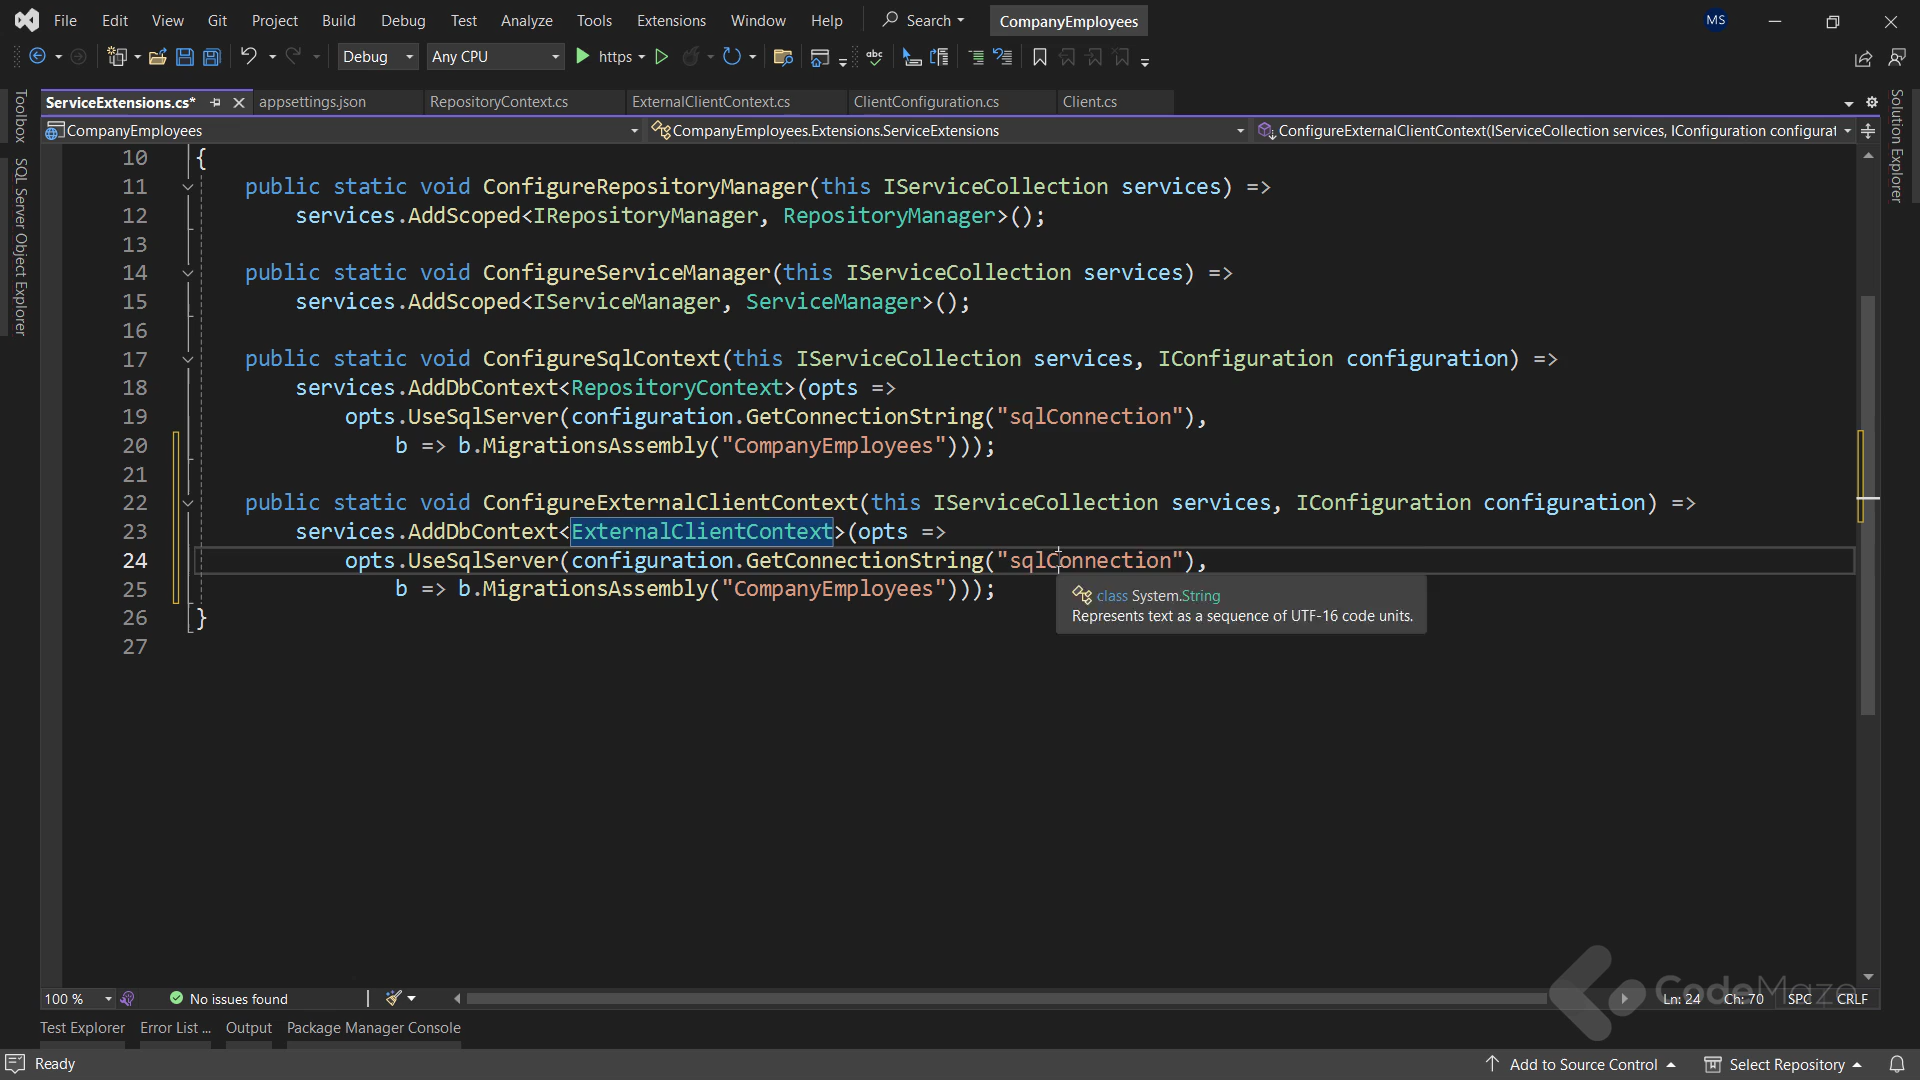 File Edit View Git Project Build Debug Test Analyze Tools Extensions Window Help Search CompanyEmployees MS
Debug Any CPU https abc
ServiceExtensions.cs* appsettings.json RepositoryContext.cs ExternalClientContext.cs ClientConfiguration.cs Client.cs
CompanyEmployees CompanyEmployees.Extensions.ServiceExtensions ConfigureExternalClientContext(IServiceCollection services, IConfiguration configurat
Toolbox
SQL Server Object Explorer
Solution Explorer
10 {
11 public static void ConfigureRepositoryManager(this IServiceCollection services) =>
12 services.AddScoped<IRepositoryManager, RepositoryManager>();
13
14 public static void ConfigureServiceManager(this IServiceCollection services) =>
15 services.AddScoped<IServiceManager, ServiceManager>();
16
17 public static void ConfigureSqlContext(this IServiceCollection services, IConfiguration configuration) =>
18 services.AddDbContext<RepositoryContext>(opts =>
19 opts.UseSqlServer(configuration.GetConnectionString("sqlConnection"),
20 b => b.MigrationsAssembly("CompanyEmployees")));
21
22 public static void ConfigureExternalClientContext(this IServiceCollection services, IConfiguration configuration) =>
23 services.AddDbContext<ExternalClientContext>(opts =>
24 opts.UseSqlServer(configuration.GetConnectionString("sqlConnection"),
25 b => b.MigrationsAssembly("CompanyEmployees")));
26 }
27
class System.String
Represents text as a sequence of UTF-16 code units.
CodeMaze
100 % No issues found Ln: 24 Ch: 70 SPC CRLF
Test Explorer Error List ... Output Package Manager Console
Ready Add to Source Control Select Repository